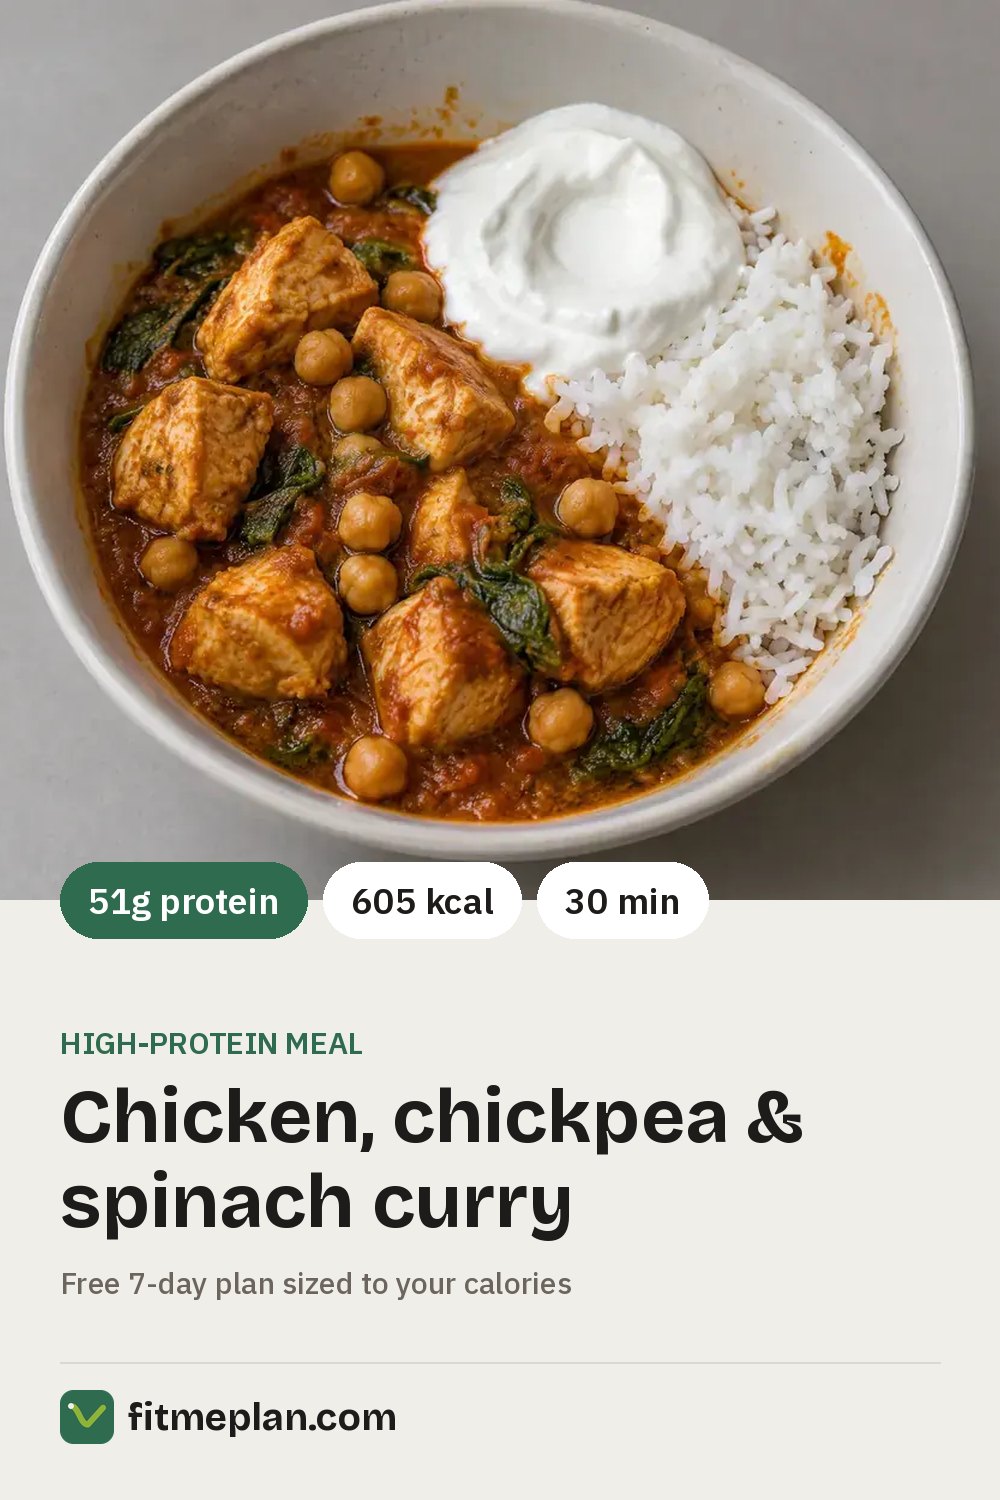 51g protein
605 kcal
30 min
HIGH-PROTEIN MEAL
Chicken, chickpea &
spinach curry
Free 7-day plan sized to your calories
fitmeplan.com